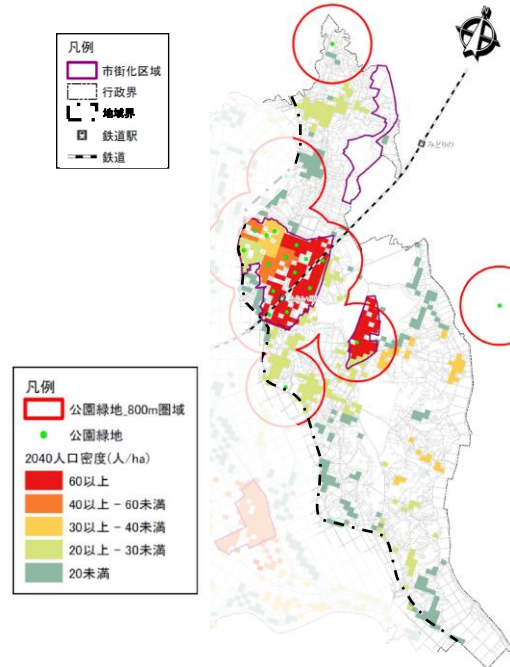 凡例
市街化区域
行政界
地域界
鉄道駅
鉄道
みどりの
凡例
公園緑地_800m圏域
公園緑地
2040人口密度(人/ha)
60以上
40以上 - 60未満
30以上 - 40未満
20以上 - 30未満
20未満